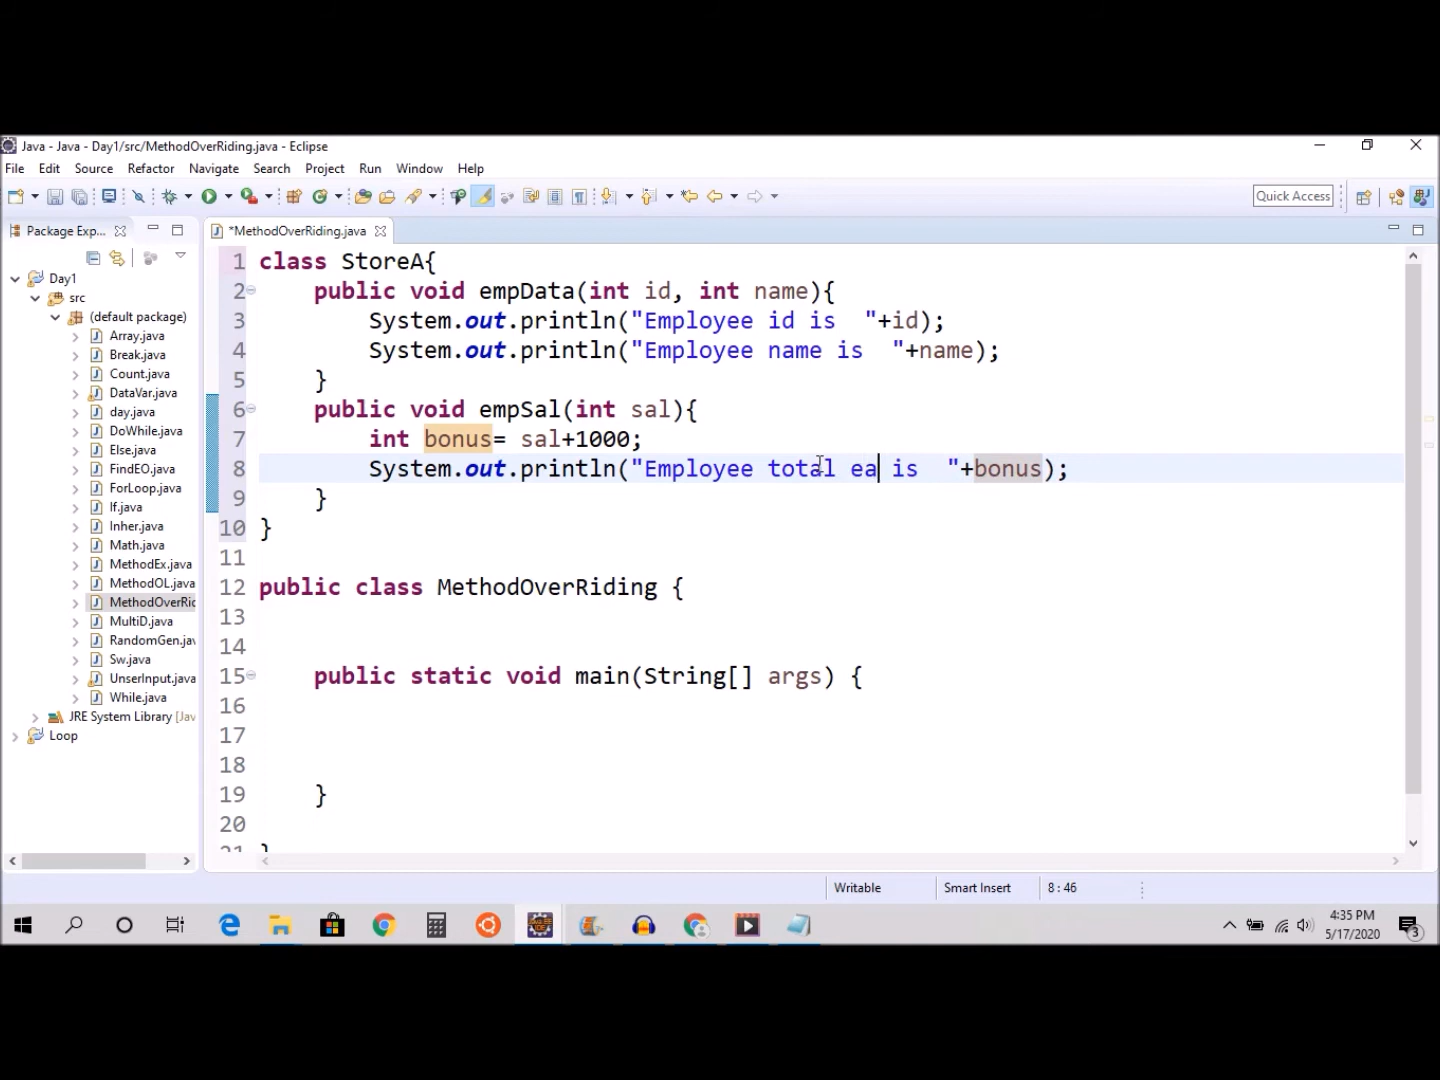 Java - Java - Day1/src/MethodOverRiding.java - Eclipse
File Edit Source Refactor Navigate Search Project Run Window Help
Quick Access
Package Exp...
*MethodOverRiding.java
Day1
src
(default package)
Array.java
Break.java
Count.java
DataVar.java
day.java
DoWhile.java
Else.java
FindEO.java
ForLoop.java
If.java
Inher.java
Math.java
MethodEx.java
MethodOL.java
MethodOverRic
MultiD.java
RandomGen.jav
Sw.java
UnserInput.java
While.java
JRE System Library [Jav
Loop
1 class StoreA{
2 public void empData(int id, int name){
3 System.out.println("Employee id is  "+id);
4 System.out.println("Employee name is  "+name);
5 }
6 public void empSal(int sal){
7 int bonus= sal+1000;
8 System.out.println("Employee total ea is  "+bonus);
9 }
10 }
11
12 public class MethodOverRiding {
13
14
15 public static void main(String[] args) {
16
17
18
19 }
20
21 }
Writable Smart Insert 8 : 46
4:35 PM
5/17/2020
3